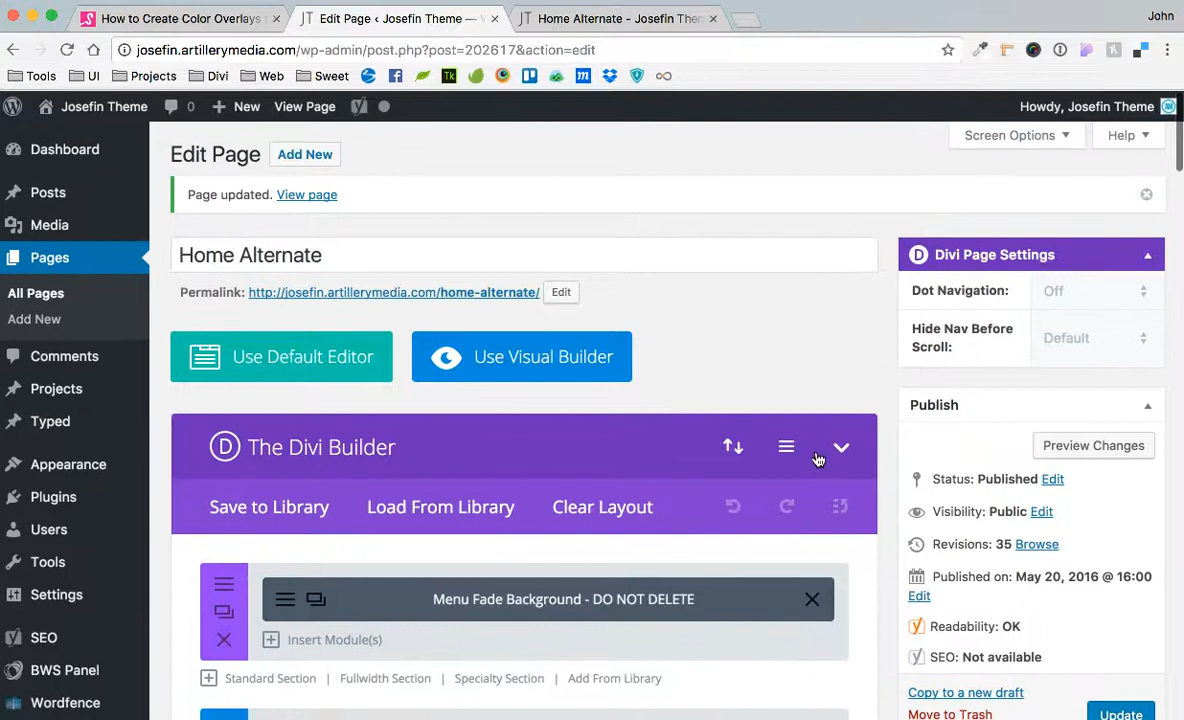 John
How to Create Color Overlays
Edit Page ‹ Josefin Theme —
Home Alternate - Josefin The
josefin.artillerymedia.com/wp-admin/post.php?post=202617&action=edit
Tools
UI
Projects
Divi
Web
Sweet
Josefin Theme
0
New
View Page
Howdy, Josefin Theme
Dashboard
Posts
Media
Pages
All Pages
Add New
Comments
Projects
Typed
Appearance
Plugins
Users
Tools
Settings
SEO
BWS Panel
Wordfence
Screen Options
Help
Edit Page
Add New
Page updated. View page
Home Alternate
Permalink: http://josefin.artillerymedia.com/home-alternate/ Edit
Use Default Editor
Use Visual Builder
The Divi Builder
Save to Library
Load From Library
Clear Layout
Menu Fade Background - DO NOT DELETE
Insert Module(s)
Standard Section | Fullwidth Section | Specialty Section | Add From Library
Divi Page Settings
Dot Navigation: Off
Hide Nav Before
Scroll: Default
Publish
Preview Changes
Status: Published Edit
Visibility: Public Edit
Revisions: 35 Browse
Published on: May 20, 2016 @ 16:00
Edit
Readability: OK
SEO: Not available
Copy to a new draft
Move to Trash
Update